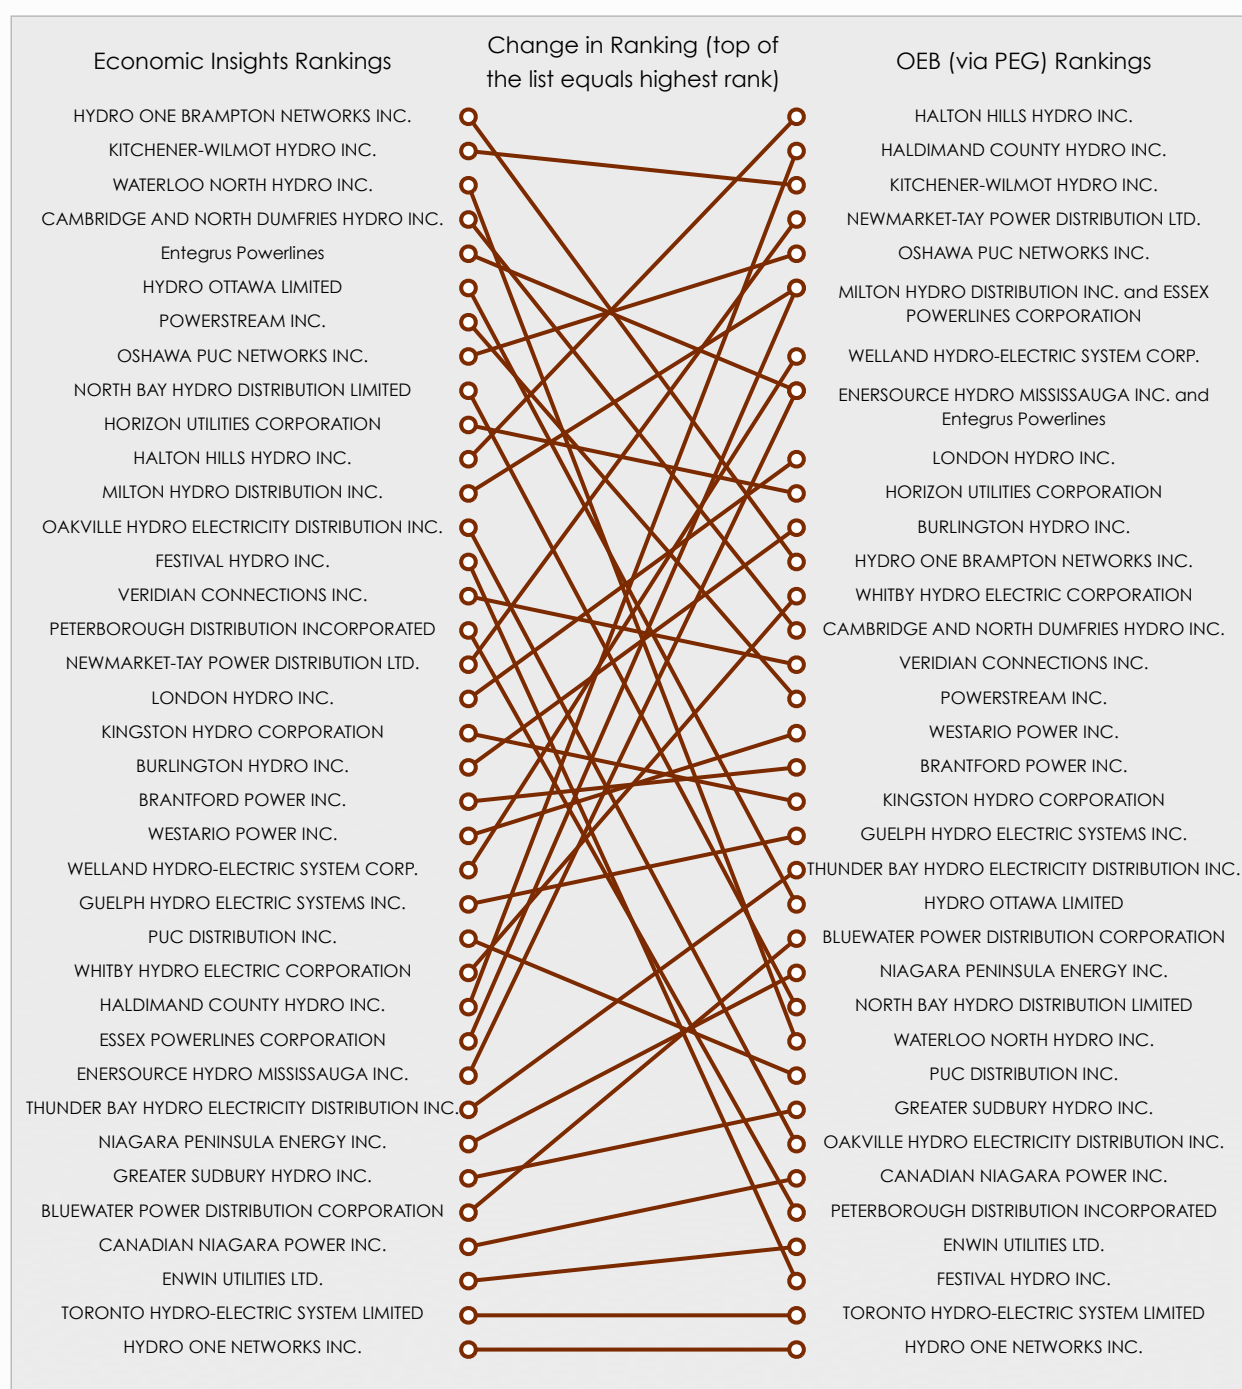 Economic Insights Rankings
Change in Ranking (top of
the list equals highest rank)
OEB (via PEG) Rankings
HYDRO ONE BRAMPTON NETWORKS INC.
KITCHENER-WILMOT HYDRO INC.
WATERLOO NORTH HYDRO INC.
CAMBRIDGE AND NORTH DUMFRIES HYDRO INC.
Entegrus Powerlines
HYDRO OTTAWA LIMITED
POWERSTREAM INC.
OSHAWA PUC NETWORKS INC.
NORTH BAY HYDRO DISTRIBUTION LIMITED
HORIZON UTILITIES CORPORATION
HALTON HILLS HYDRO INC.
MILTON HYDRO DISTRIBUTION INC.
OAKVILLE HYDRO ELECTRICITY DISTRIBUTION INC.
FESTIVAL HYDRO INC.
VERIDIAN CONNECTIONS INC.
PETERBOROUGH DISTRIBUTION INCORPORATED
NEWMARKET-TAY POWER DISTRIBUTION LTD.
LONDON HYDRO INC.
KINGSTON HYDRO CORPORATION
BURLINGTON HYDRO INC.
BRANTFORD POWER INC.
WESTARIO POWER INC.
WELLAND HYDRO-ELECTRIC SYSTEM CORP.
GUELPH HYDRO ELECTRIC SYSTEMS INC.
PUC DISTRIBUTION INC.
WHITBY HYDRO ELECTRIC CORPORATION
HALDIMAND COUNTY HYDRO INC.
ESSEX POWERLINES CORPORATION
ENERSOURCE HYDRO MISSISSAUGA INC.
THUNDER BAY HYDRO ELECTRICITY DISTRIBUTION INC.
NIAGARA PENINSULA ENERGY INC.
GREATER SUDBURY HYDRO INC.
BLUEWATER POWER DISTRIBUTION CORPORATION
CANADIAN NIAGARA POWER INC.
ENWIN UTILITIES LTD.
TORONTO HYDRO-ELECTRIC SYSTEM LIMITED
HYDRO ONE NETWORKS INC.
HALTON HILLS HYDRO INC.
HALDIMAND COUNTY HYDRO INC.
KITCHENER-WILMOT HYDRO INC.
NEWMARKET-TAY POWER DISTRIBUTION LTD.
OSHAWA PUC NETWORKS INC.
MILTON HYDRO DISTRIBUTION INC. and ESSEX
POWERLINES CORPORATION
WELLAND HYDRO-ELECTRIC SYSTEM CORP.
ENERSOURCE HYDRO MISSISSAUGA INC. and
Entegrus Powerlines
LONDON HYDRO INC.
HORIZON UTILITIES CORPORATION
BURLINGTON HYDRO INC.
HYDRO ONE BRAMPTON NETWORKS INC.
WHITBY HYDRO ELECTRIC CORPORATION
CAMBRIDGE AND NORTH DUMFRIES HYDRO INC.
VERIDIAN CONNECTIONS INC.
POWERSTREAM INC.
WESTARIO POWER INC.
BRANTFORD POWER INC.
KINGSTON HYDRO CORPORATION
GUELPH HYDRO ELECTRIC SYSTEMS INC.
THUNDER BAY HYDRO ELECTRICITY DISTRIBUTION INC.
HYDRO OTTAWA LIMITED
BLUEWATER POWER DISTRIBUTION CORPORATION
NIAGARA PENINSULA ENERGY INC.
NORTH BAY HYDRO DISTRIBUTION LIMITED
WATERLOO NORTH HYDRO INC.
PUC DISTRIBUTION INC.
GREATER SUDBURY HYDRO INC.
OAKVILLE HYDRO ELECTRICITY DISTRIBUTION INC.
CANADIAN NIAGARA POWER INC.
PETERBOROUGH DISTRIBUTION INCORPORATED
ENWIN UTILITIES LTD.
FESTIVAL HYDRO INC.
TORONTO HYDRO-ELECTRIC SYSTEM LIMITED
HYDRO ONE NETWORKS INC.